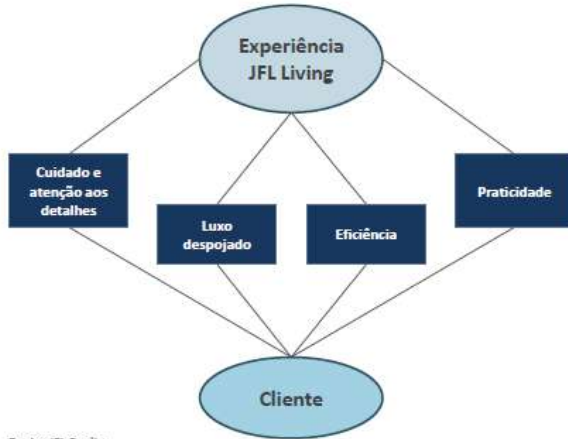 Experiência
JFL Living
Cuidado e
atenção aos
detalhes
Luxo
despojado
Eficiência
Praticidade
Cliente